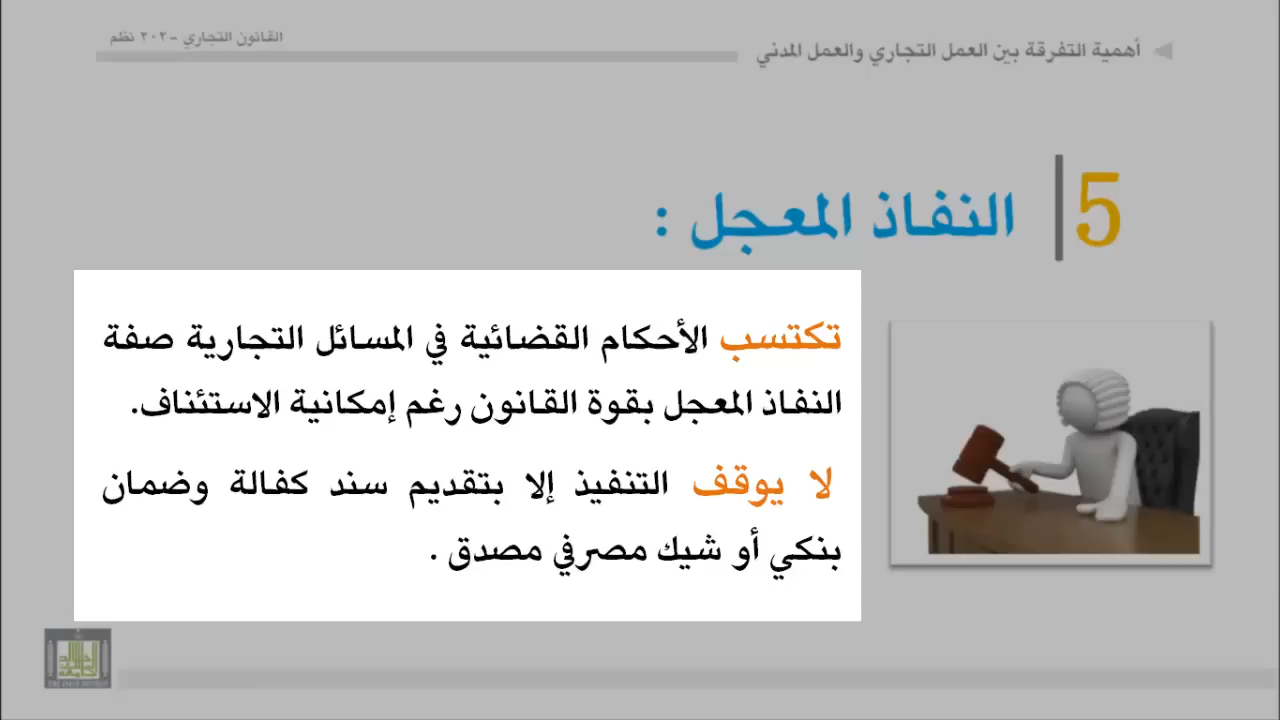 القانون التجاري -٢٠٢ نظم
أهمية التفرقة بين العمل التجاري والعمل المدني
5
النفاذ المعجل :
تكتسب الأحكام القضائية في المسائل التجارية صفة
النفاذ المعجل بقوة القانون رغم إمكانية الاستئناف.
لا يوقف التنفيذ إلا بتقديم سند كفالة وضمان
بنكي أو شيك مصرفي مصدق .